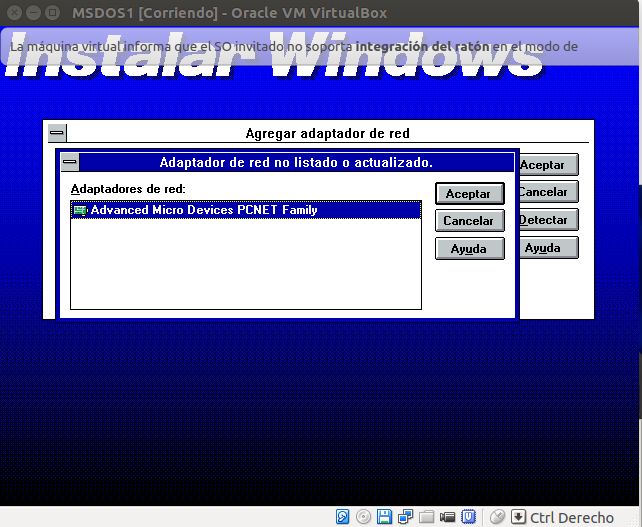 MSDOS1 [Corriendo] - Oracle VM VirtualBox
La máquina virtual informa que el SO invitado no soporta integración del ratón en el modo de
Instalar Windows
Agregar adaptador de red
Adaptador de red no listado o actualizado.
Adaptadores de red:
Advanced Micro Devices PCNET Family
Aceptar
Cancelar
Ayuda
Aceptar
Cancelar
Detectar
Ayuda
Ctrl Derecho